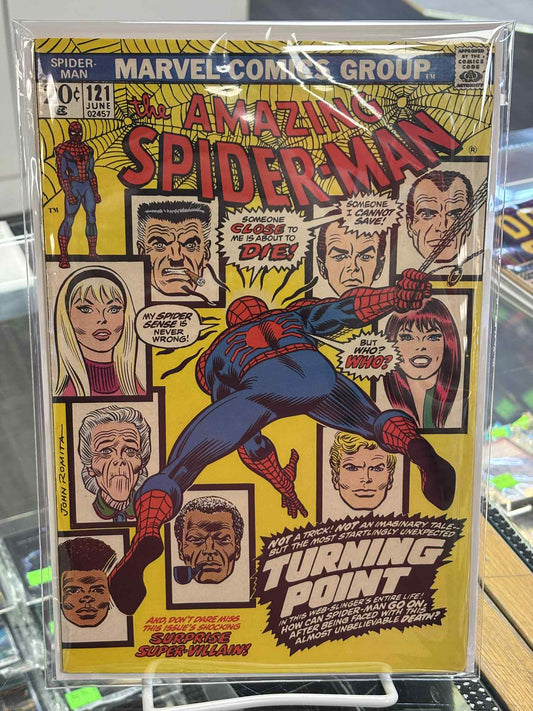 SPIDER-
MAN
MARVEL COMICS GROUP
TM
APPROVED
BY THE
COMICS
CODE
AUTHORITY
20¢ 121
JUNE
02457
the AMAZING
SPIDER-MAN
®
TM
SOMEONE
CLOSE TO
ME IS ABOUT TO
DIE!
SOMEONE
I CANNOT
SAVE!
MY SPIDER
SENSE IS
NEVER
WRONG!
BUT
WHO?
WHO?
JOHN ROMITA
NOT A TRICK! NOT AN IMAGINARY TALE-
BUT THE MOST STARTLINGLY UNEXPECTED
TURNING
POINT
IN THIS WEB-SLINGER'S ENTIRE LIFE!
HOW CAN SPIDER-MAN GO ON,
AFTER BEING FACED WITH THIS
ALMOST UNBELIEVABLE DEATH?
AND, DON'T DARE MISS
THIS ISSUE'S SHOCKING
SURPRISE
SUPER-VILLAIN!